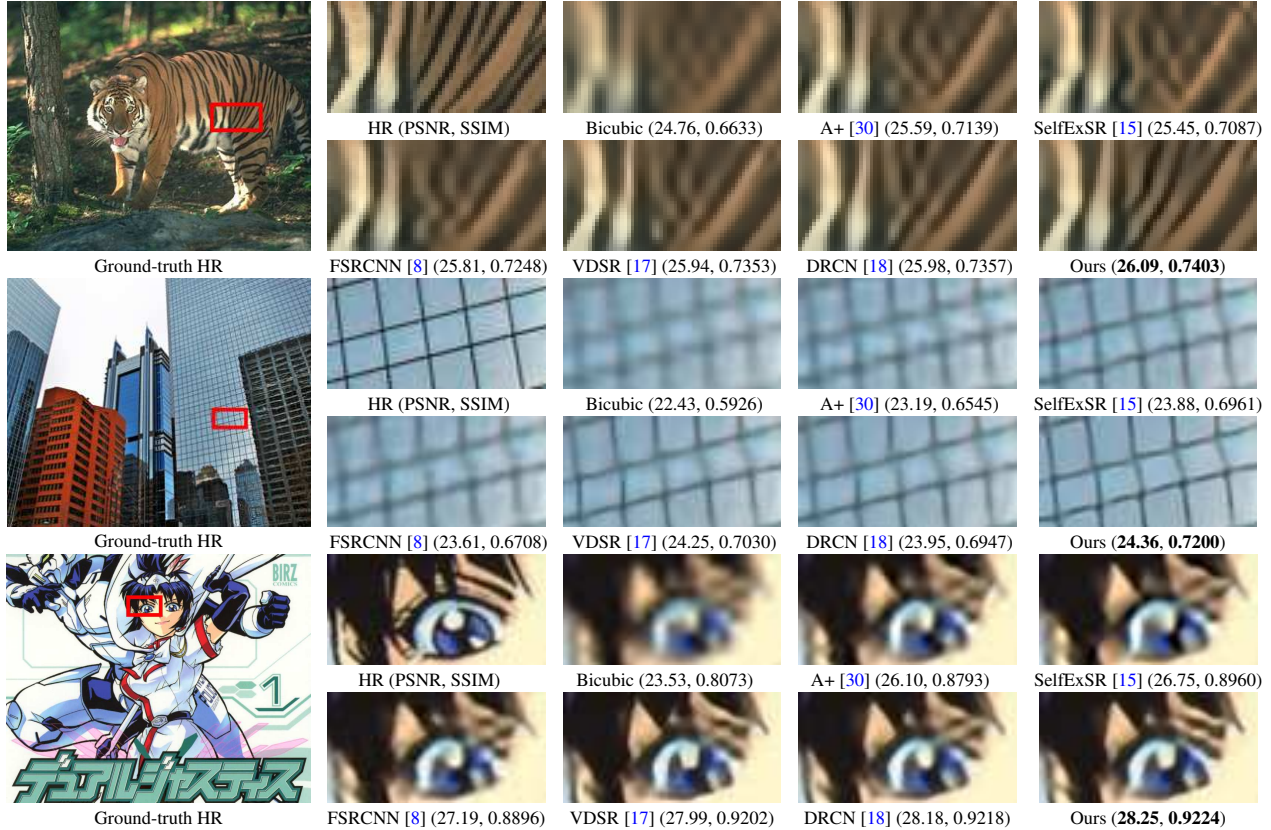 HR (PSNR, SSIM) Bicubic (24.76, 0.6633) A+ [30] (25.59, 0.7139) SelfExSR [15] (25.45, 0.7087)
Ground-truth HR FSRCNN [8] (25.81, 0.7248) VDSR [17] (25.94, 0.7353) DRCN [18] (25.98, 0.7357) Ours (26.09, 0.7403)
HR (PSNR, SSIM) Bicubic (22.43, 0.5926) A+ [30] (23.19, 0.6545) SelfExSR [15] (23.88, 0.6961)
Ground-truth HR FSRCNN [8] (23.61, 0.6708) VDSR [17] (24.25, 0.7030) DRCN [18] (23.95, 0.6947) Ours (24.36, 0.7200)
BIRZ
COMICS
1
デュアルジャスティス
HR (PSNR, SSIM) Bicubic (23.53, 0.8073) A+ [30] (26.10, 0.8793) SelfExSR [15] (26.75, 0.8960)
Ground-truth HR FSRCNN [8] (27.19, 0.8896) VDSR [17] (27.99, 0.9202) DRCN [18] (28.18, 0.9218) Ours (28.25, 0.9224)